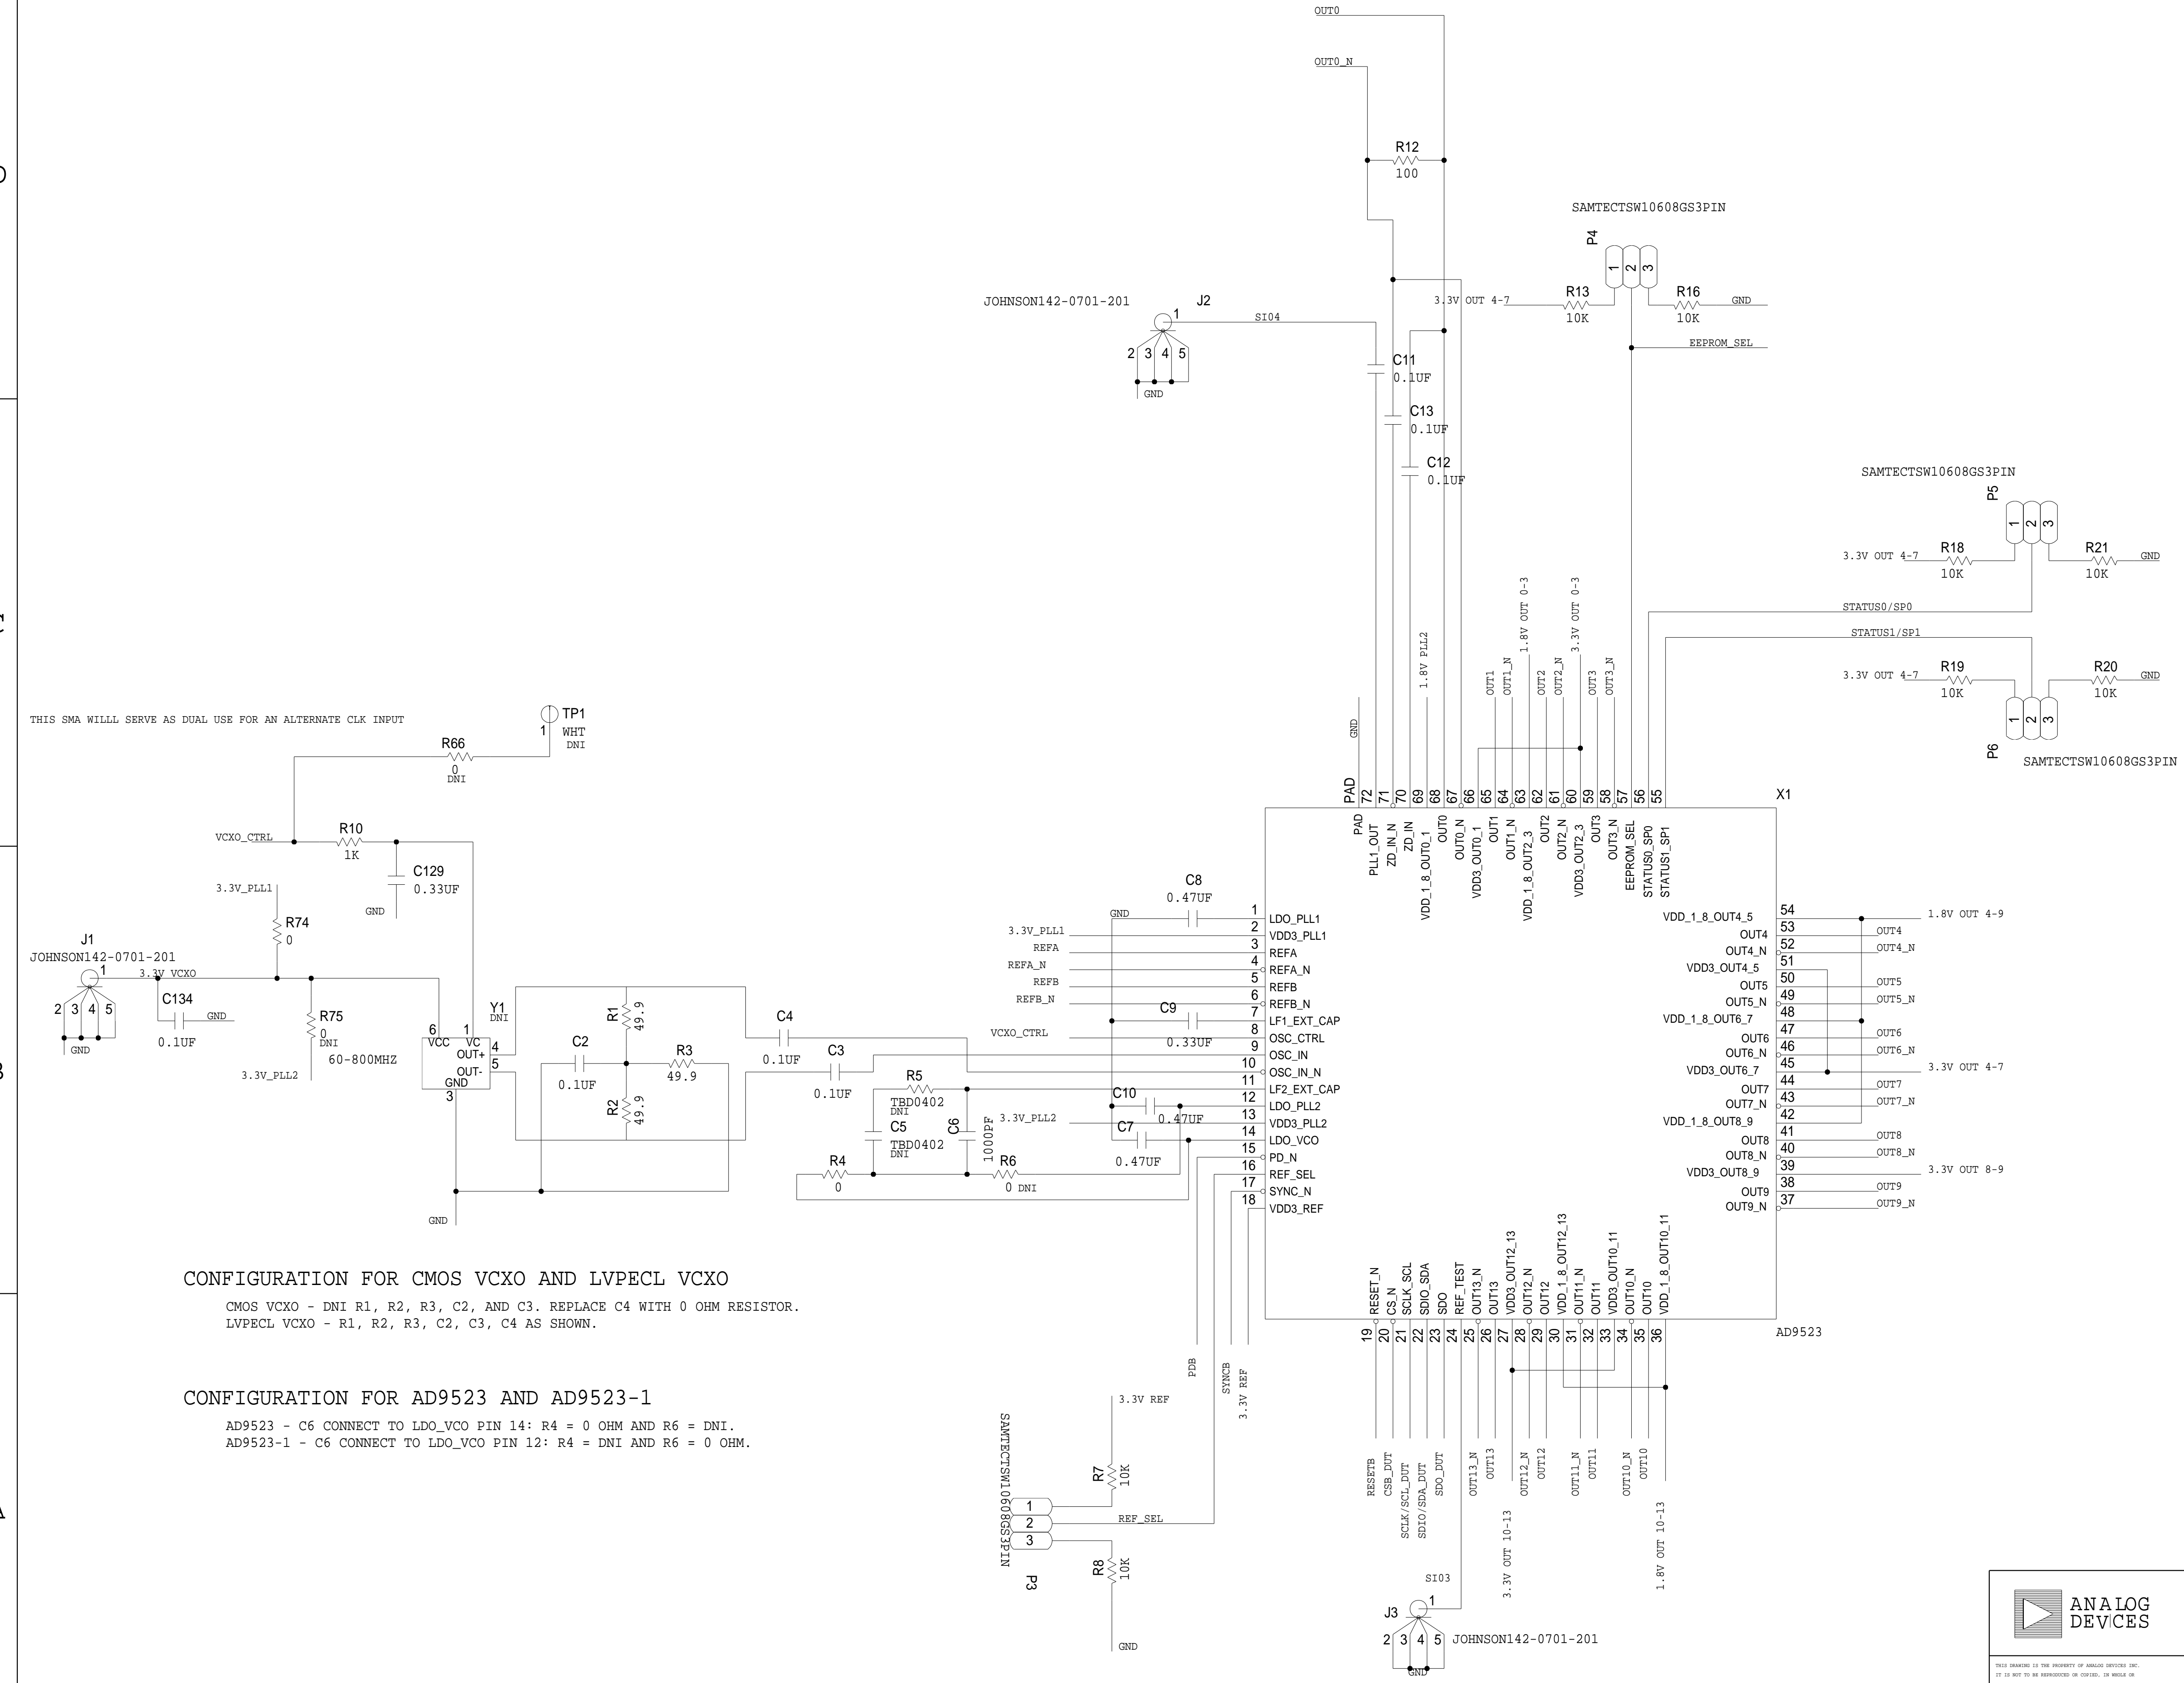 OUT0
OUT0_N
R12
100
SAMTECTSW10608GS3PIN
P4
1 2 3
3.3V OUT 4-7
R13
10K
R16
10K
GND
EEPROM_SEL
JOHNSON142-0701-201
J2
1
SI04
2 3 4 5
GND
C11
0.1UF
C13
0.1UF
C12
0.1UF
SAMTECTSW10608GS3PIN
P5
1 2 3
3.3V OUT 4-7
R18
10K
R21
10K
GND
STATUS0/SP0
STATUS1/SP1
3.3V OUT 4-7
R19
10K
R20
10K
GND
1 2 3
P6
SAMTECTSW10608GS3PIN
THIS SMA WILLL SERVE AS DUAL USE FOR AN ALTERNATE CLK INPUT
TP1
1
WHT
DNI
R66
0
DNI
VCXO_CTRL
R10
1K
C129
0.33UF
GND
3.3V_PLL1
R74
0
J1
JOHNSON142-0701-201
1
3.3V VCXO
2 3 4 5
GND
C134
0.1UF
GND
R75
0
DNI
3.3V_PLL2
60-800MHZ
Y1
DNI
6
VCC
1
VC
OUT+
4
OUT-
5
GND
3
GND
C2
0.1UF
R1
49.9
R2
49.9
R3
49.9
C4
0.1UF
C3
0.1UF
R5
TBD0402
DNI
C5
TBD0402
DNI
C6
1000PF
R4
0
R6
0 DNI
GND
C8
0.47UF
C9
0.33UF
C10
0.47UF
C7
0.47UF
3.3V_PLL1
REFA
REFA_N
REFB
REFB_N
VCXO_CTRL
3.3V_PLL2
GND
1.8V PLL2
OUT1
OUT1_N
1.8V OUT 0-3
OUT2
OUT2_N
3.3V OUT 0-3
OUT3
OUT3_N
X1
PAD PAD
72 PLL1_OUT
71 ZD_IN_N
70 ZD_IN
69 VDD_1_8_OUT0_1
68 OUT0
67 OUT0_N
66 VDD3_OUT0_1
65 OUT1
64 OUT1_N
63 VDD_1_8_OUT2_3
62 OUT2
61 OUT2_N
60 VDD3_OUT2_3
59 OUT3
58 OUT3_N
57 EEPROM_SEL
56 STATUS0_SP0
55 STATUS1_SP1
1 LDO_PLL1
2 VDD3_PLL1
3 REFA
4 REFA_N
5 REFB
6 REFB_N
7 LF1_EXT_CAP
8 OSC_CTRL
9 OSC_IN
10 OSC_IN_N
11 LF2_EXT_CAP
12 LDO_PLL2
13 VDD3_PLL2
14 LDO_VCO
15 PD_N
16 REF_SEL
17 SYNC_N
18 VDD3_REF
VDD_1_8_OUT4_5 54 1.8V OUT 4-9
OUT4 53 OUT4
OUT4_N 52 OUT4_N
VDD3_OUT4_5 51
OUT5 50 OUT5
OUT5_N 49 OUT5_N
VDD_1_8_OUT6_7 48
OUT6 47 OUT6
OUT6_N 46 OUT6_N
VDD3_OUT6_7 45 3.3V OUT 4-7
OUT7 44 OUT7
OUT7_N 43 OUT7_N
VDD_1_8_OUT8_9 42
OUT8 41 OUT8
OUT8_N 40 OUT8_N
VDD3_OUT8_9 39 3.3V OUT 8-9
OUT9 38 OUT9
OUT9_N 37 OUT9_N
19 RESET_N
20 CS_N
21 SCLK_SCL
22 SDIO_SDA
23 SDO
24 REF_TEST
25 OUT13_N
26 OUT13
27 VDD3_OUT12_13
28 OUT12_N
29 OUT12
30 VDD_1_8_OUT12_13
31 OUT11_N
32 OUT11
33 VDD3_OUT10_11
34 OUT10_N
35 OUT10
36 VDD_1_8_OUT10_11
AD9523
PDB
SYNCB
3.3V REF
RESETB
CSB_DUT
SCLK/SCL_DUT
SDIO/SDA_DUT
SDO_DUT
OUT13_N
OUT13
3.3V OUT 10-13
OUT12_N
OUT12
OUT11_N
OUT11
OUT10_N
OUT10
1.8V OUT 10-13
CONFIGURATION FOR CMOS VCXO AND LVPECL VCXO
CMOS VCXO - DNI R1, R2, R3, C2, AND C3. REPLACE C4 WITH 0 OHM RESISTOR.
LVPECL VCXO - R1, R2, R3, C2, C3, C4 AS SHOWN.
CONFIGURATION FOR AD9523 AND AD9523-1
AD9523 - C6 CONNECT TO LDO_VCO PIN 14: R4 = 0 OHM AND R6 = DNI.
AD9523-1 - C6 CONNECT TO LDO_VCO PIN 12: R4 = DNI AND R6 = 0 OHM.
3.3V REF
SAMTECTSW10608GS3PIN
R7
10K
1
2
3
REF_SEL
P3
R8
10K
GND
SI03
J3
1
2 3 4 5
JOHNSON142-0701-201
GND
ANALOG
DEVICES
THIS DRAWING IS THE PROPERTY OF ANALOG DEVICES INC.
IT IS NOT TO BE REPRODUCED OR COPIED, IN WHOLE OR